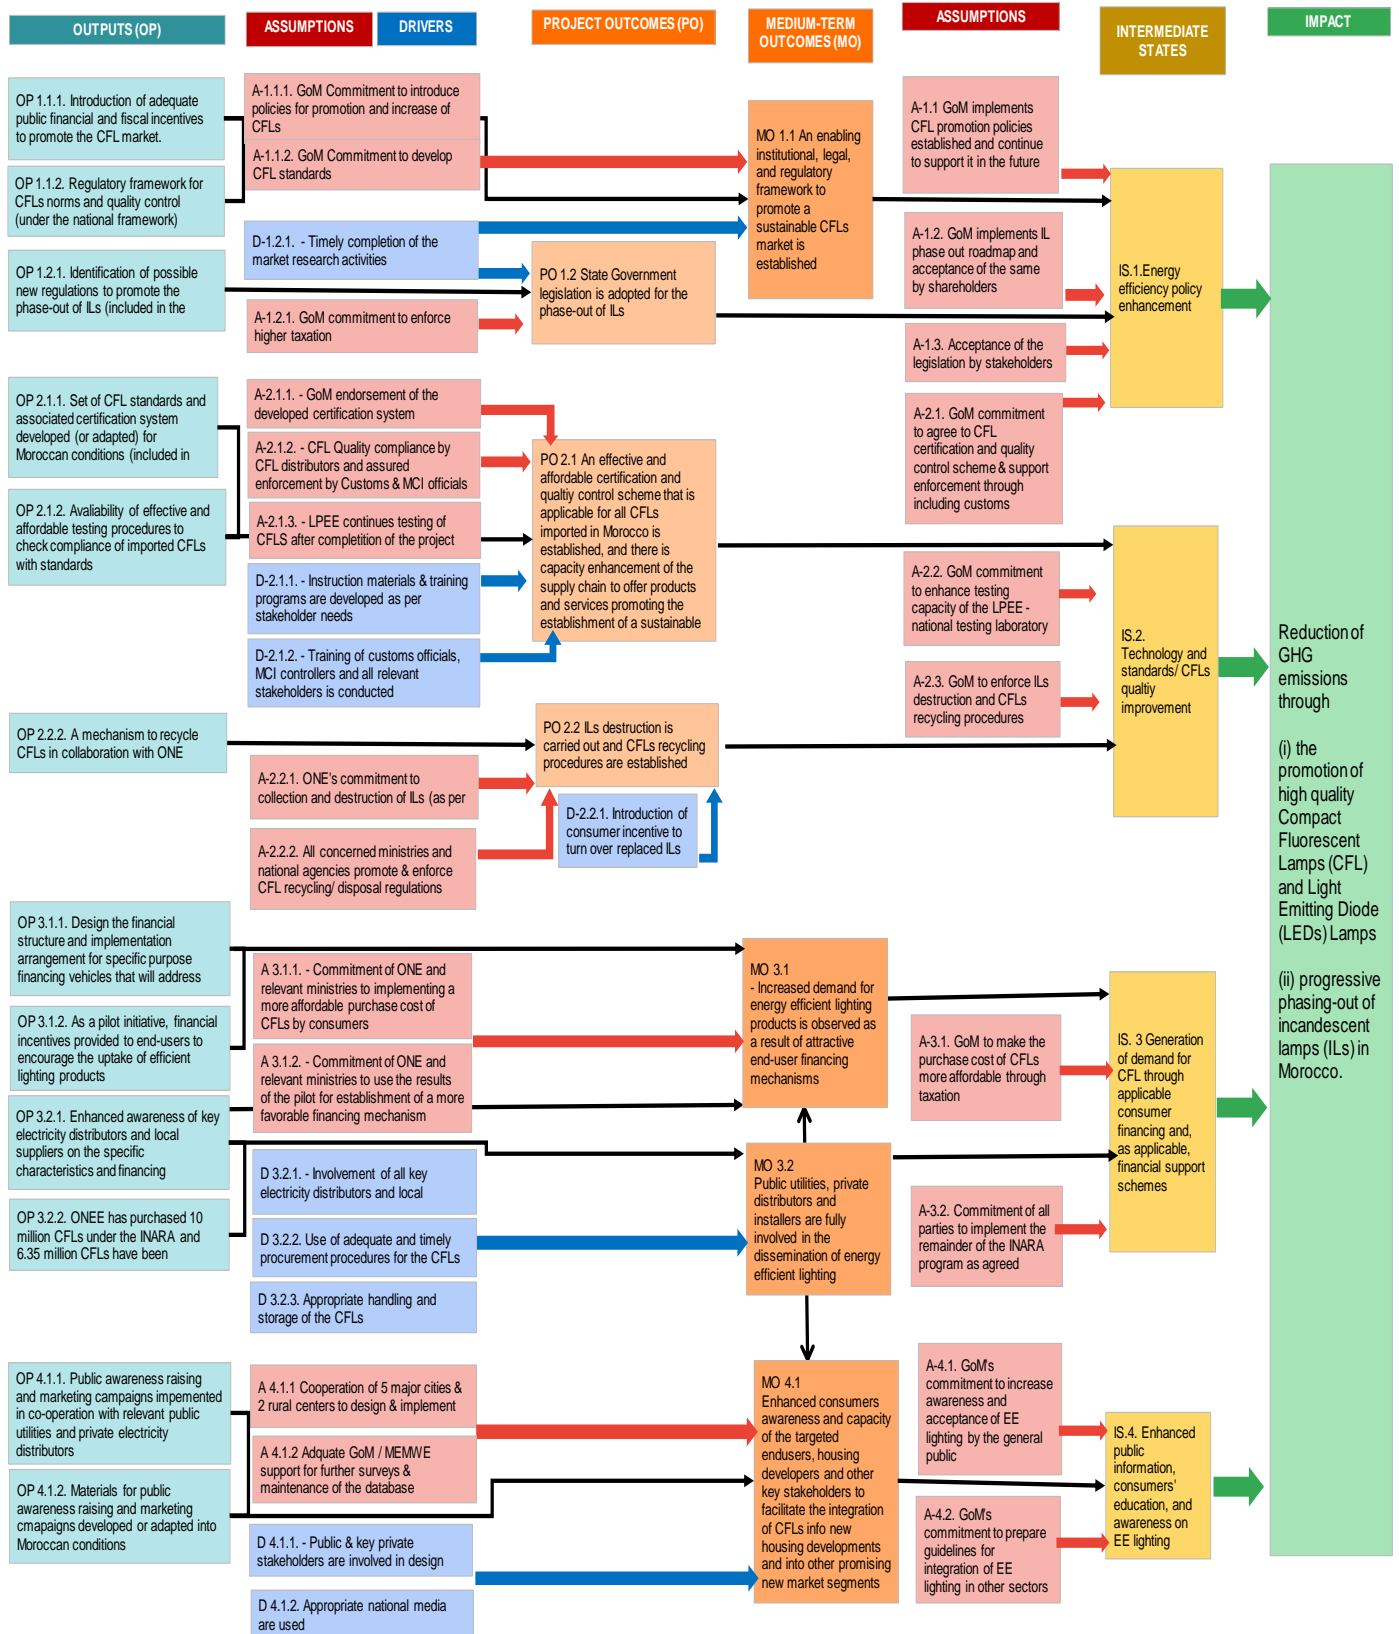 OUTPUTS (OP)
ASSUMPTIONS
DRIVERS
PROJECT OUTCOMES (PO)
MEDIUM-TERM
OUTCOMES (MO)
ASSUMPTIONS
INTERMEDIATE
STATES
IMPACT
OP 1.1.1. Introduction of adequate
public financial and fiscal incentives
to promote the CFL market.
OP 1.1.2. Regulatory framework for
CFLs norms and quality control
(under the national framework)
OP 1.2.1. Identification of possible
new regulations to promote the
phase-out of ILs (included in the
A-1.1.1. GoM Commitment to introduce
policies for promotion and increase of
CFLs
A-1.1.2. GoM Commitment to develop
CFL standards
D-1.2.1. - Timely completion of the
market research activities
A-1.2.1. GoM commitment to enforce
higher taxation
PO 1.2 State Government
legislation is adopted for the
phase-out of ILs
MO 1.1 An enabling
institutional, legal,
and regulatory
framework to
promote a
sustainable CFLs
market is
established
A-1.1 GoM implements
CFL promotion policies
established and continue
to support it in the future
A-1.2. GoM implements IL
phase out roadmap and
acceptance of the same
by shareholders
A-1.3. Acceptance of the
legislation by stakeholders
A-2.1. GoM commitment
to agree to CFL
certification and quality
control scheme & support
enforcement through
including customs
IS.1.Energy
efficiency policy
enhancement
OP 2.1.1. Set of CFL standards and
associated certification system
developed (or adapted) for
Moroccan conditions (included in
OP 2.1.2. Avaliability of effective and
affordable testing procedures to
check compliance of imported CFLs
with standards
A-2.1.1. - GoM endorsement of the
developed certification system
A-2.1.2. - CFL Quality compliance by
CFL distributors and assured
enforcement by Customs & MCI officials
A-2.1.3. - LPEE continues testing of
CFLS after completition of the project
D-2.1.1. - Instruction materials & training
programs are developed as per
stakeholder needs
D-2.1.2. - Training of customs officials,
MCI controllers and all relevant
stakeholders is conducted
PO 2.1 An effective and
affordable certification and
qualtiy control scheme that is
applicable for all CFLs
imported in Morocco is
established, and there is
capacity enhancement of the
supply chain to offer products
and services promoting the
establishment of a sustainable
A-2.2. GoM commitment
to enhance testing
capacity of the LPEE -
national testing laboratory
A-2.3. GoM to enforce ILs
destruction and CFLs
recycling procedures
IS.2.
Technology and
standards/ CFLs
qualtiy
improvement
OP 2.2.2. A mechanism to recycle
CFLs in collaboration with ONE
A-2.2.1. ONE's commitment to
collection and destruction of ILs (as per
A-2.2.2. All concerned ministries and
national agencies promote & enforce
CFL recycling/ disposal regulations
PO 2.2 ILs destruction is
carried out and CFLs recycling
procedures are established
D-2.2.1. Introduction of
consumer incentive to
turn over replaced ILs
OP 3.1.1. Design the financial
structure and implementation
arrangement for specific purpose
financing vehicles that will address
OP 3.1.2. As a pilot initiative, financial
incentives provided to end-users to
encourage the uptake of efficient
lighting products
OP 3.2.1. Enhanced awareness of key
electricity distributors and local
suppliers on the specific
characteristics and financing
OP 3.2.2. ONEE has purchased 10
million CFLs under the INARA and
6.35 million CFLs have been
A 3.1.1. - Commitment of ONE and
relevant ministries to implementing a
more affordable purchase cost of
CFLs by consumers
A 3.1.2. - Commitment of ONE and
relevant ministries to use the results
of the pilot for establishment of a more
favorable financing mechanism
D 3.2.1. - Involvement of all key
electricity distributors and local
D 3.2.2. Use of adequate and timely
procurement procedures for the CFLs
D 3.2.3. Appropriate handling and
storage of the CFLs
MO 3.1
- Increased demand for
energy efficient lighting
products is observed as
a result of attractive
end-user financing
mechanisms
MO 3.2
Public utilities, private
distributors and
installers are fully
involved in the
dissemination of energy
efficient lighting
A-3.1. GoM to make the
purchase cost of CFLs
more affordable through
taxation
A-3.2. Commitment of all
parties to implement the
remainder of the INARA
program as agreed
IS. 3 Generation
of demand for
CFL through
applicable
consumer
financing and,
as applicable,
financial support
schemes
OP 4.1.1. Public awareness raising
and marketing campaigns impemented
in co-operation with relevant public
utilities and private electricity
distributors
OP 4.1.2. Materials for public
awareness raising and marketing
cmapaigns developed or adapted into
Moroccan conditions
A 4.1.1 Cooperation of 5 major cities &
2 rural centers to design & implement
A 4.1.2 Adquate GoM / MEMWE
support for further surveys &
maintenance of the database
D 4.1.1. - Public & key private
stakeholders are involved in design
D 4.1.2. Appropriate national media
are used
MO 4.1
Enhanced consumers
awareness and capacity
of the targeted
endusers, housing
developers and other
key stakeholders to
facilitate the integration
of CFLs info new
housing developments
and into other promising
new market segments
A-4.1. GoM's
commitment to increase
awareness and
acceptance of EE
lighting by the general
public
A-4.2. GoM's
commitment to prepare
guidelines for
integration of EE
lighting in other sectors
IS.4. Enhanced
public
information,
consumers'
education, and
awareness on
EE lighting
Reduction of
GHG
emissions
through
(i) the
promotion of
high quality
Compact
Fluorescent
Lamps (CFL)
and Light
Emitting Diode
(LEDs) Lamps
(ii) progressive
phasing-out of
incandescent
lamps (ILs) in
Morocco.